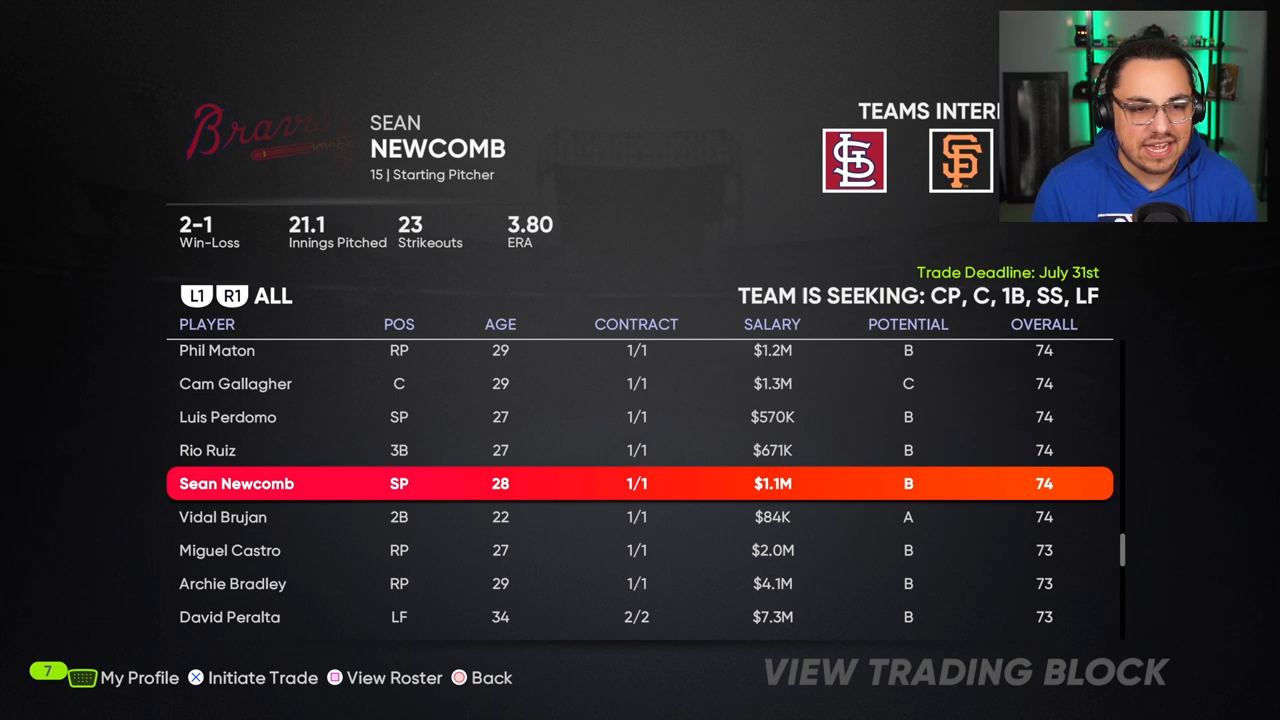 Braves
SEAN
NEWCOMB
15 | Starting Pitcher
TEAMS INTER
2-1
Win-Loss
21.1
Innings Pitched
23
Strikeouts
3.80
ERA
Trade Deadline: July 31st
L1 R1 ALL
TEAM IS SEEKING: CP, C, 1B, SS, LF
PLAYER POS AGE CONTRACT SALARY POTENTIAL OVERALL
Phil Maton RP 29 1/1 $1.2M B 74
Cam Gallagher C 29 1/1 $1.3M C 74
Luis Perdomo SP 27 1/1 $570K B 74
Rio Ruiz 3B 27 1/1 $671K B 74
Sean Newcomb SP 28 1/1 $1.1M B 74
Vidal Brujan 2B 22 1/1 $84K A 74
Miguel Castro RP 27 1/1 $2.0M B 73
Archie Bradley RP 29 1/1 $4.1M B 73
David Peralta LF 34 2/2 $7.3M B 73
7 My Profile Initiate Trade View Roster Back
VIEW TRADING BLOCK